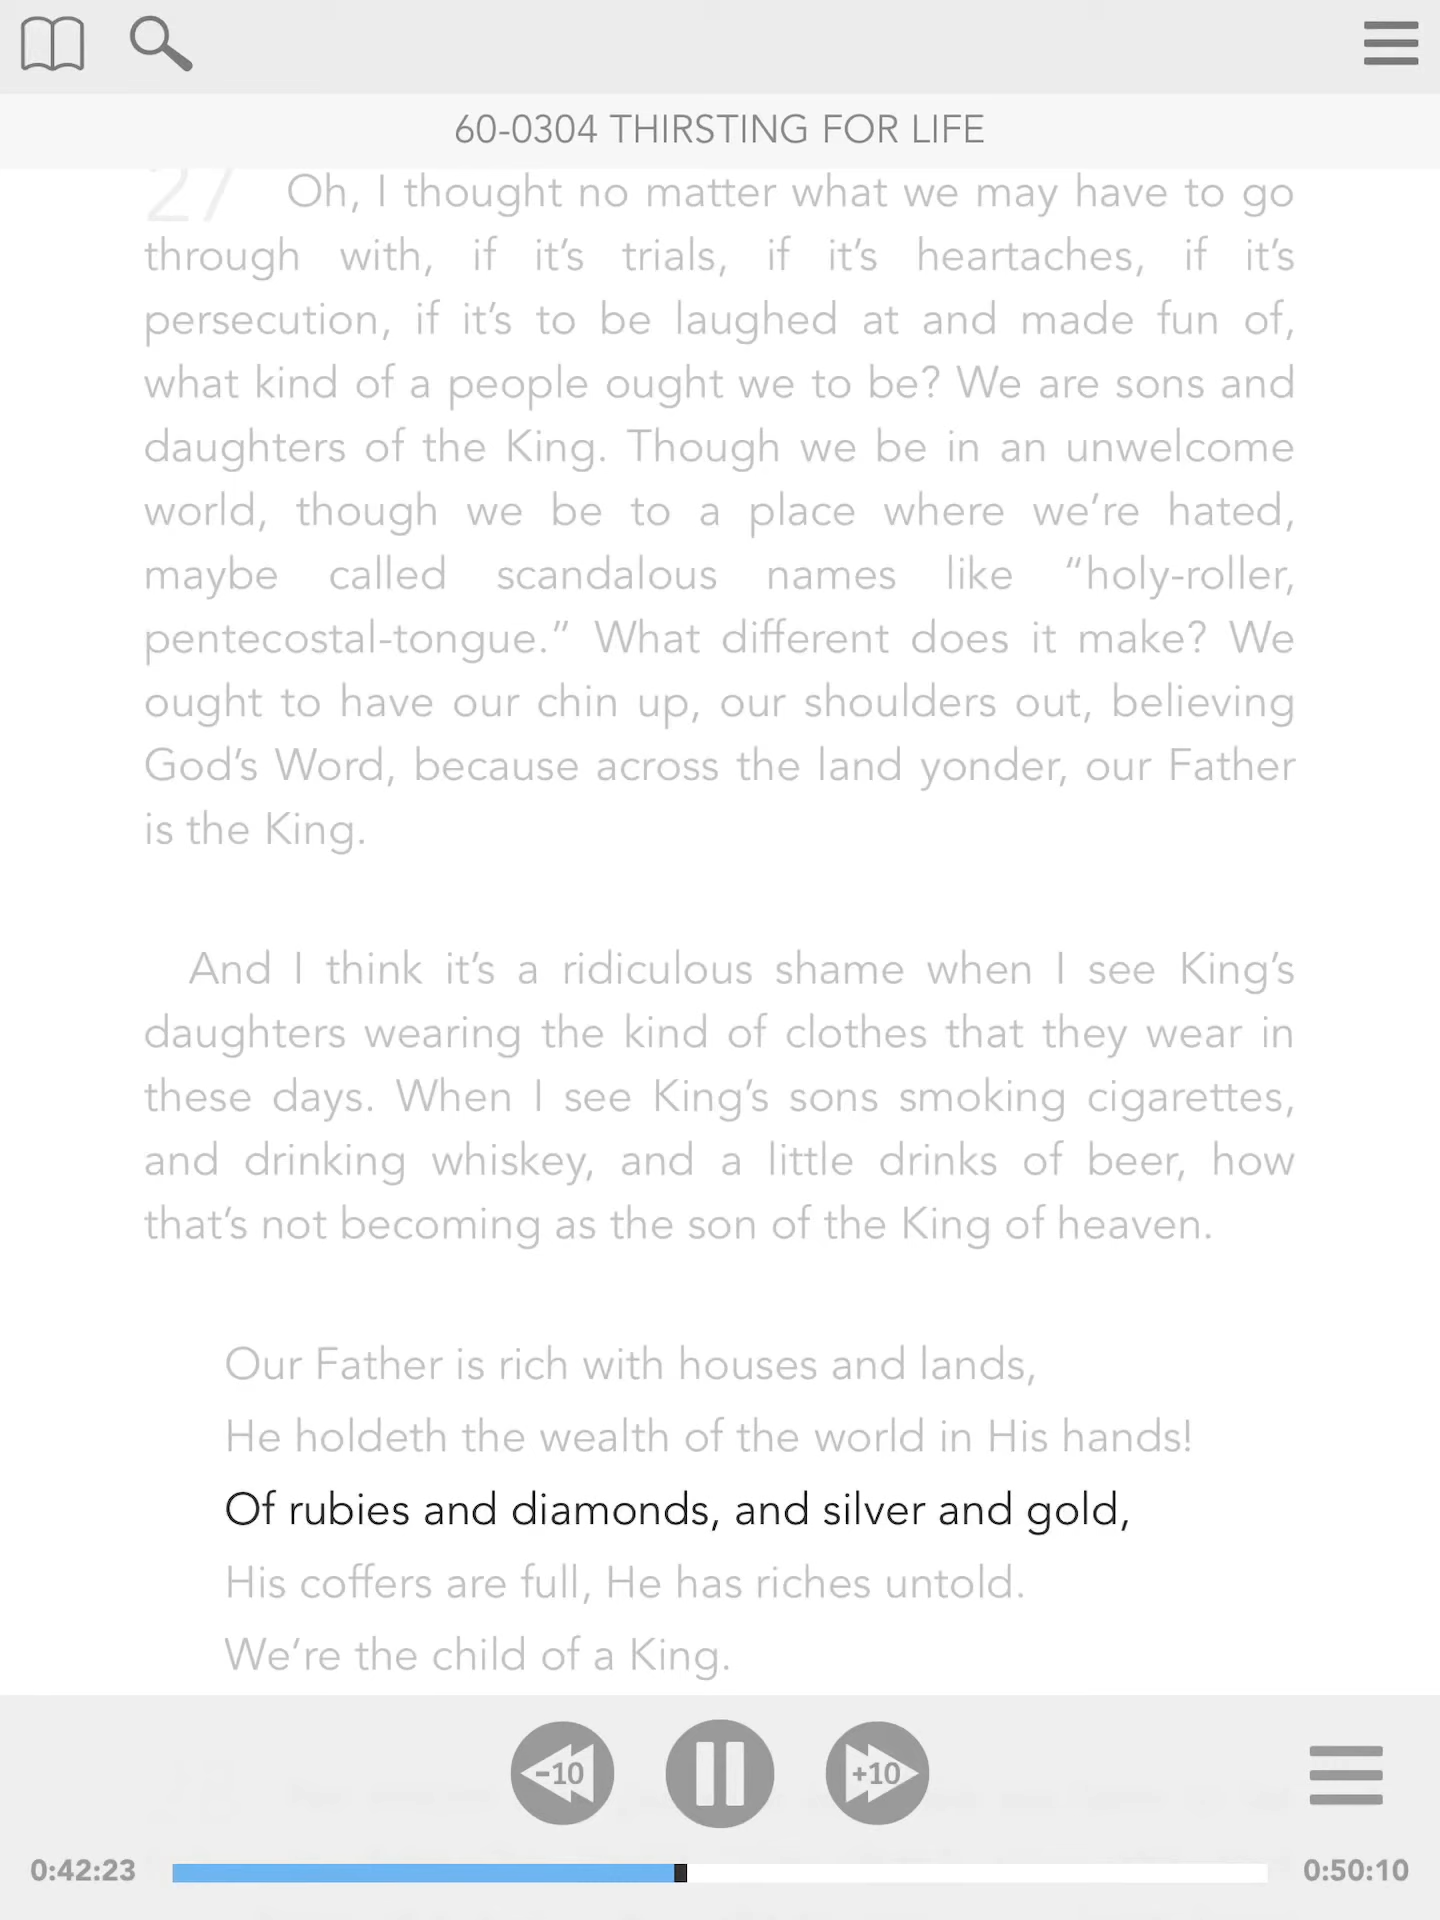 60-0304 THIRSTING FOR LIFE
27 Oh, I thought no matter what we may have to go
through with, if it’s trials, if it’s heartaches, if it’s
persecution, if it’s to be laughed at and made fun of,
what kind of a people ought we to be? We are sons and
daughters of the King. Though we be in an unwelcome
world, though we be to a place where we’re hated,
maybe called scandalous names like “holy-roller,
pentecostal-tongue.” What different does it make? We
ought to have our chin up, our shoulders out, believing
God’s Word, because across the land yonder, our Father
is the King.
And I think it’s a ridiculous shame when I see King’s
daughters wearing the kind of clothes that they wear in
these days. When I see King’s sons smoking cigarettes,
and drinking whiskey, and a little drinks of beer, how
that’s not becoming as the son of the King of heaven.
Our Father is rich with houses and lands,
He holdeth the wealth of the world in His hands!
Of rubies and diamonds, and silver and gold,
His coffers are full, He has riches untold.
We’re the child of a King.
-10 +10
0:42:23 0:50:10